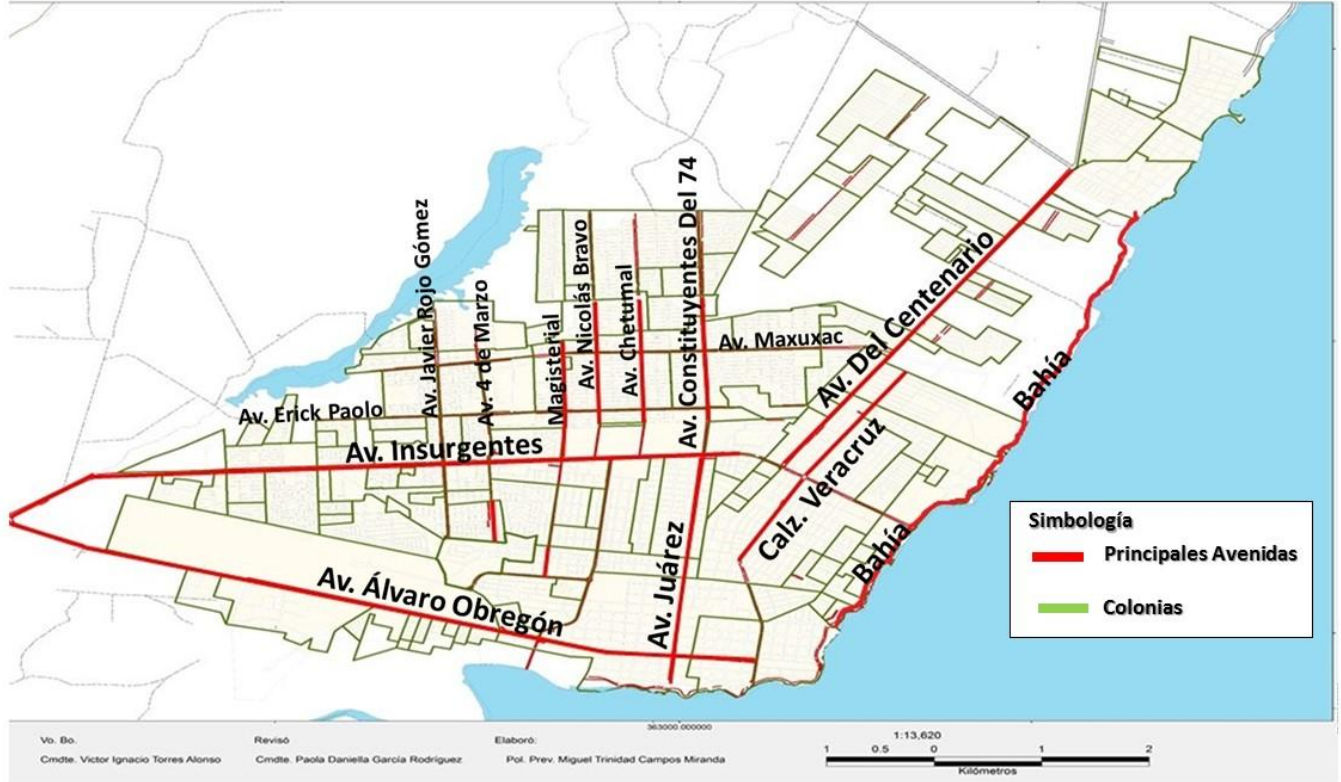 Av. Constituyentes Del 74
Av. Javier Rojo Gómez
Av. Nicolás Bravo
Av. Del Centenario
Av. Chetumal
Av. 4 de Marzo
Magisterial
Av. Maxuxac
Bahía
Av. Erick Paolo
Av. Insurgentes
Calz. Veracruz
Bahía
Av. Juárez
Av. Álvaro Obregón
Simbología
Principales Avenidas
Colonias
363000.000000
Vo. Bo.
Revisó
Elaboró:
1:13,620
Cmdte. Victor Ignacio Torres Alonso
Cmdte. Paola Daniella García Rodríguez
Pol. Prev. Miguel Trinidad Campos Miranda
1 0.5 0 1 2
Kilómetros